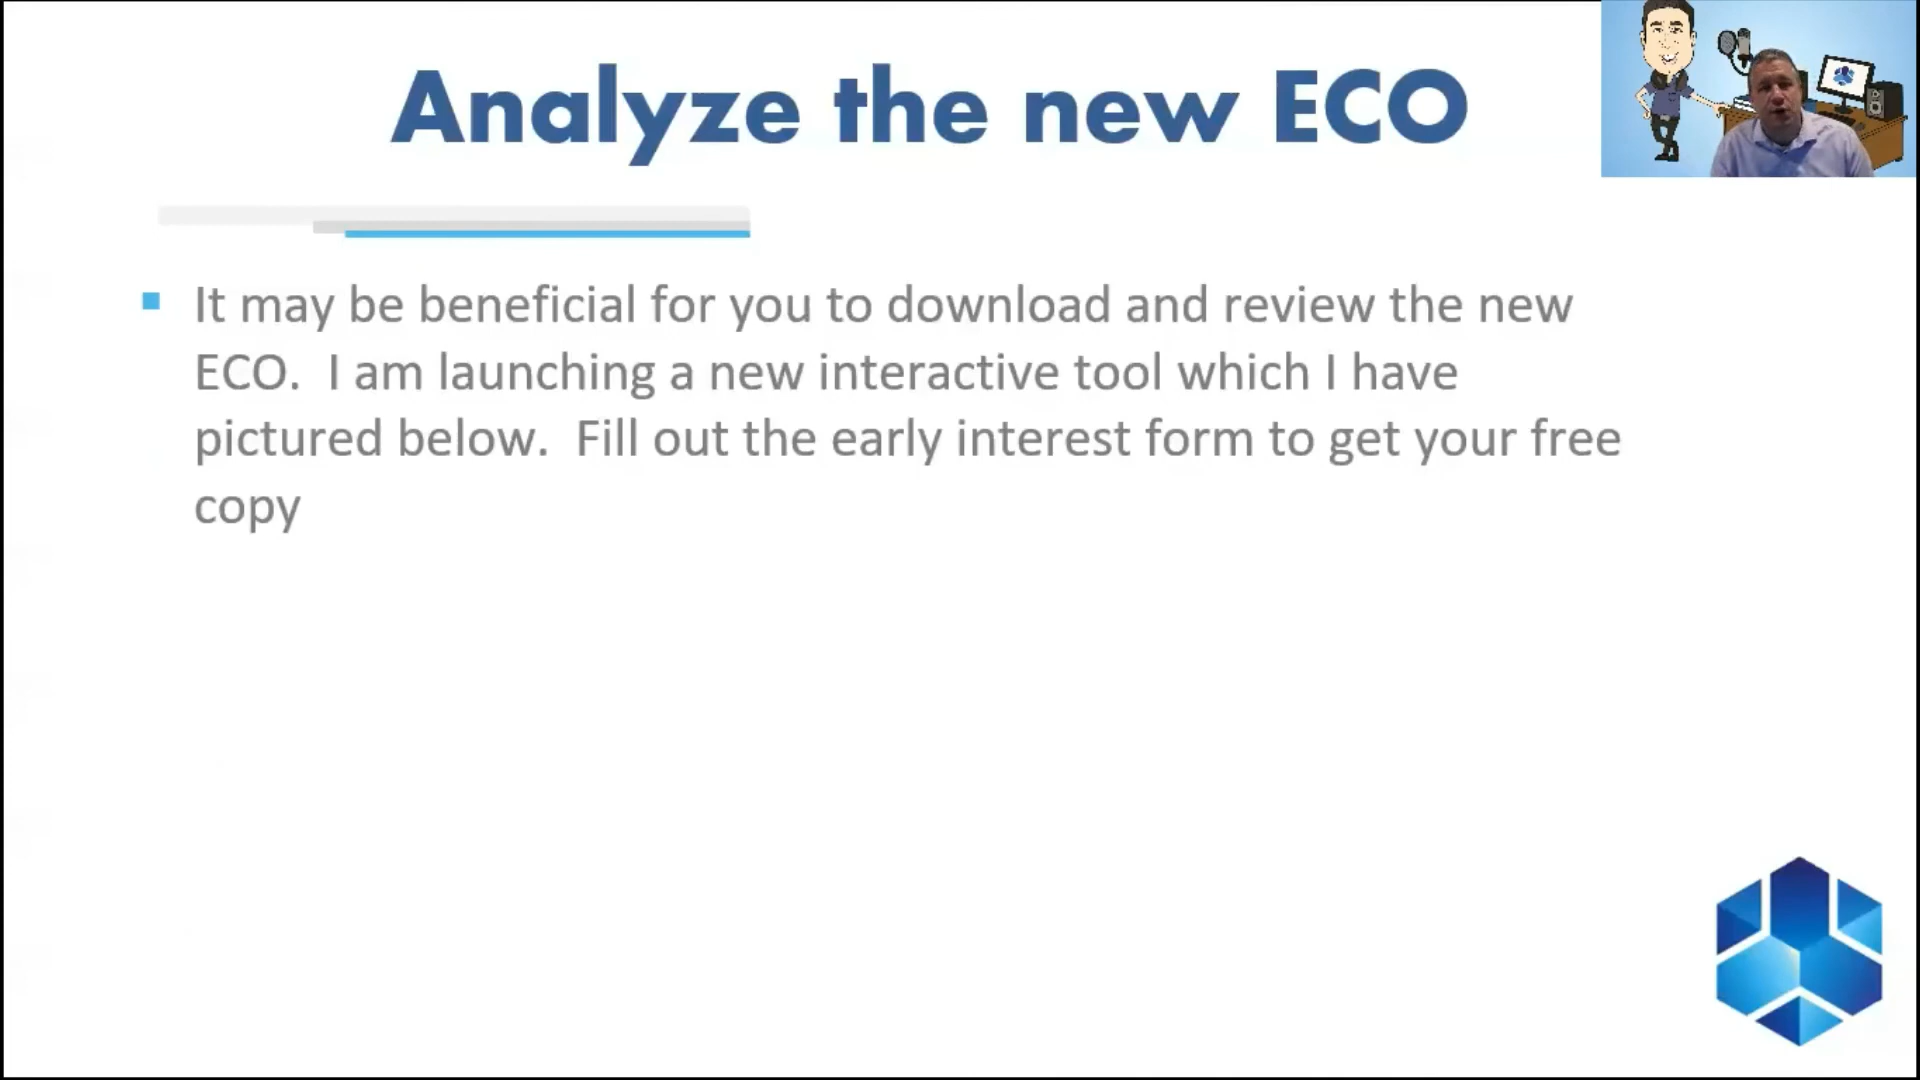 Analyze the new ECO
It may be beneficial for you to download and review the new
ECO.  I am launching a new interactive tool which I have
pictured below.  Fill out the early interest form to get your free
copy